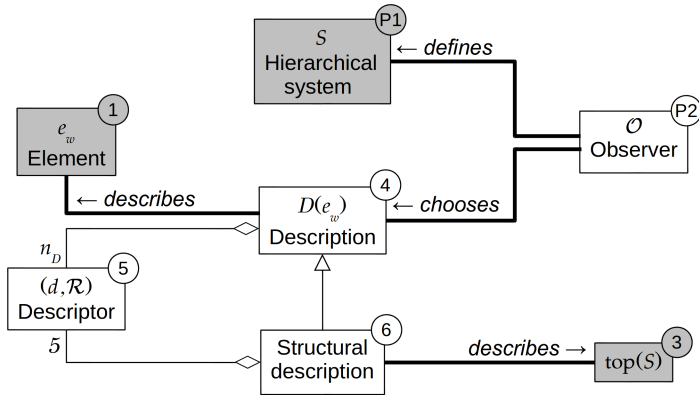 P1
S
Hierarchical
system
← defines
P2
𝒪
Observer
1
e_w
Element
← describes
4
D(e_w)
Description
← chooses
n_D
5
(d,ℛ)
Descriptor
5
6
Structural
description
describes →
3
top(S)